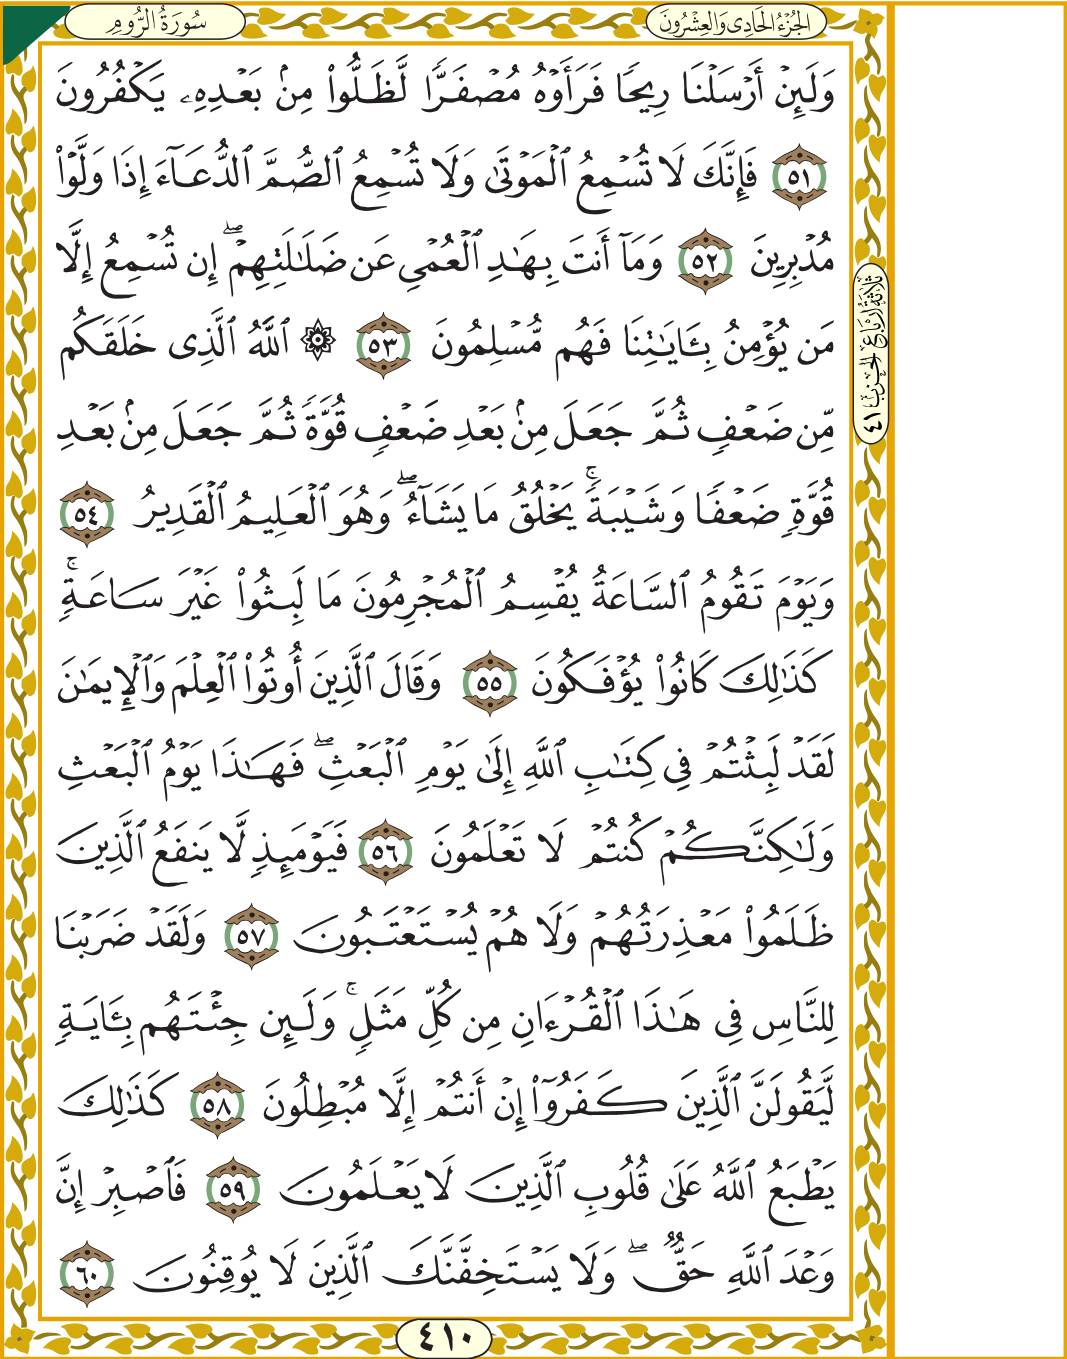 سُورَةُ الرُّومِ
الجُزْءُ الحَادِى وَالعِشْرُونَ
وَلَئِنْ أَرْسَلْنَا رِيحًا فَرَأَوْهُ مُصْفَرًّا لَّظَلُّوا۟ مِنۢ بَعْدِهِۦ يَكْفُرُونَ
٥١ فَإِنَّكَ لَا تُسْمِعُ ٱلْمَوْتَىٰ وَلَا تُسْمِعُ ٱلصُّمَّ ٱلدُّعَآءَ إِذَا وَلَّوْا۟
مُدْبِرِينَ ٥٢ وَمَآ أَنتَ بِهَـٰدِ ٱلْعُمْىِ عَن ضَلَـٰلَتِهِمْ ۖ إِن تُسْمِعُ إِلَّا
مَن يُؤْمِنُ بِـَٔايَـٰتِنَا فَهُم مُّسْلِمُونَ ٥٣ ۞ ٱللَّهُ ٱلَّذِى خَلَقَكُم
مِّن ضَعْفٍ ثُمَّ جَعَلَ مِنۢ بَعْدِ ضَعْفٍ قُوَّةً ثُمَّ جَعَلَ مِنۢ بَعْدِ
قُوَّةٍ ضَعْفًا وَشَيْبَةً ۚ يَخْلُقُ مَا يَشَآءُ ۖ وَهُوَ ٱلْعَلِيمُ ٱلْقَدِيرُ ٥٤
وَيَوْمَ تَقُومُ ٱلسَّاعَةُ يُقْسِمُ ٱلْمُجْرِمُونَ مَا لَبِثُوا۟ غَيْرَ سَاعَةٍ ۚ
كَذَٰلِكَ كَانُوا۟ يُؤْفَكُونَ ٥٥ وَقَالَ ٱلَّذِينَ أُوتُوا۟ ٱلْعِلْمَ وَٱلْإِيمَـٰنَ
لَقَدْ لَبِثْتُمْ فِى كِتَـٰبِ ٱللَّهِ إِلَىٰ يَوْمِ ٱلْبَعْثِ ۖ فَهَـٰذَا يَوْمُ ٱلْبَعْثِ
وَلَـٰكِنَّكُمْ كُنتُمْ لَا تَعْلَمُونَ ٥٦ فَيَوْمَئِذٍ لَّا يَنفَعُ ٱلَّذِينَ
ظَلَمُوا۟ مَعْذِرَتُهُمْ وَلَا هُمْ يُسْتَعْتَبُونَ ٥٧ وَلَقَدْ ضَرَبْنَا
لِلنَّاسِ فِى هَـٰذَا ٱلْقُرْءَانِ مِن كُلِّ مَثَلٍ ۚ وَلَئِن جِئْتَهُم بِـَٔايَةٍ
لَّيَقُولَنَّ ٱلَّذِينَ كَفَرُوٓا۟ إِنْ أَنتُمْ إِلَّا مُبْطِلُونَ ٥٨ كَذَٰلِكَ
يَطْبَعُ ٱللَّهُ عَلَىٰ قُلُوبِ ٱلَّذِينَ لَا يَعْلَمُونَ ٥٩ فَٱصْبِرْ إِنَّ
وَعْدَ ٱللَّهِ حَقٌّ ۖ وَلَا يَسْتَخِفَّنَّكَ ٱلَّذِينَ لَا يُوقِنُونَ ٦٠
ثَلَاثَةُ أَرْبَاعِ الحِزْبِ ٤١
٤١٠